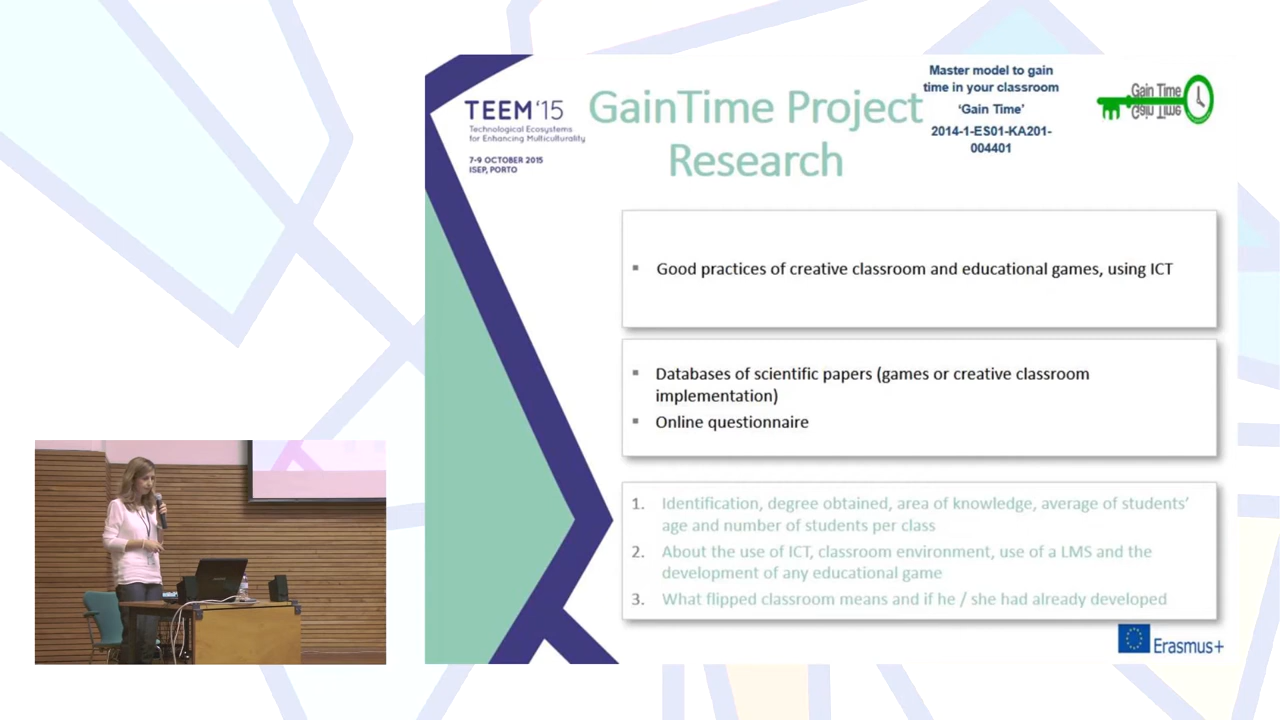 TEEM‘15
Technological Ecosystems
for Enhancing Multiculturality
7-9 OCTOBER 2015
ISEP, PORTO
GainTime Project
Research
Master model to gain
time in your classroom
‘Gain Time’
2014-1-ES01-KA201-
004401
Gain Time
Gain Time
▪ Good practices of creative classroom and educational games, using ICT
▪ Databases of scientific papers (games or creative classroom
implementation)
▪ Online questionnaire
1. Identification, degree obtained, area of knowledge, average of students’
age and number of students per class
2. About the use of ICT, classroom environment, use of a LMS and the
development of any educational game
3. What flipped classroom means and if he / she had already developed
Erasmus+